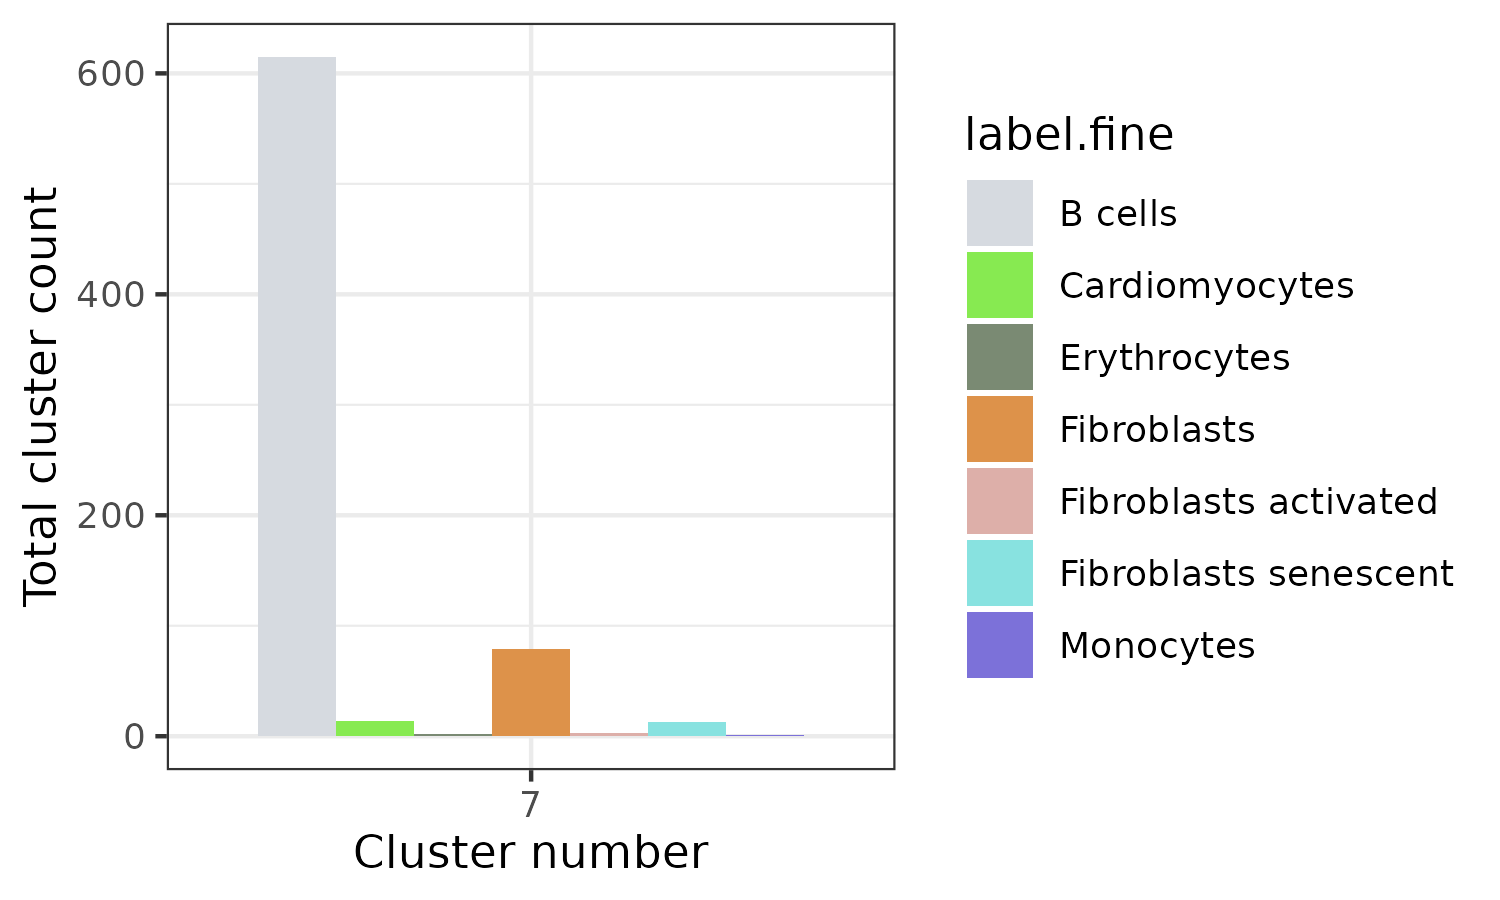 Total cluster count
600
400
200
0
7
Cluster number
label.fine
B cells
Cardiomyocytes
Erythrocytes
Fibroblasts
Fibroblasts activated
Fibroblasts senescent
Monocytes